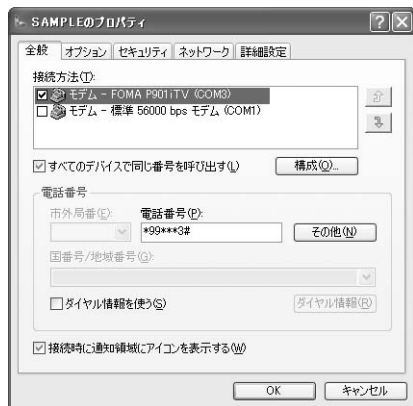 SAMPLEのプロパティ
全般 オプション セキュリティ ネットワーク 詳細設定
接続方法(T):
モデム - FOMA P901iTV (COM3)
モデム - 標準 56000 bps モデム (COM1)
すべてのデバイスで同じ番号を呼び出す(L) 構成(O)...
電話番号
市外局番(E): 電話番号(P):
*99***3# その他(N)
国番号/地域番号(G):
ダイヤル情報を使う(S) ダイヤル情報(R)
接続時に通知領域にアイコンを表示する(W)
OK キャンセル